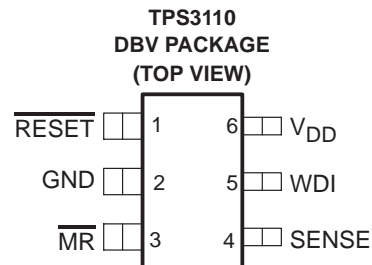 TPS3110
DBV PACKAGE
(TOP VIEW)
RESET 1 6 VDD
GND 2 5 WDI
MR 3 4 SENSE